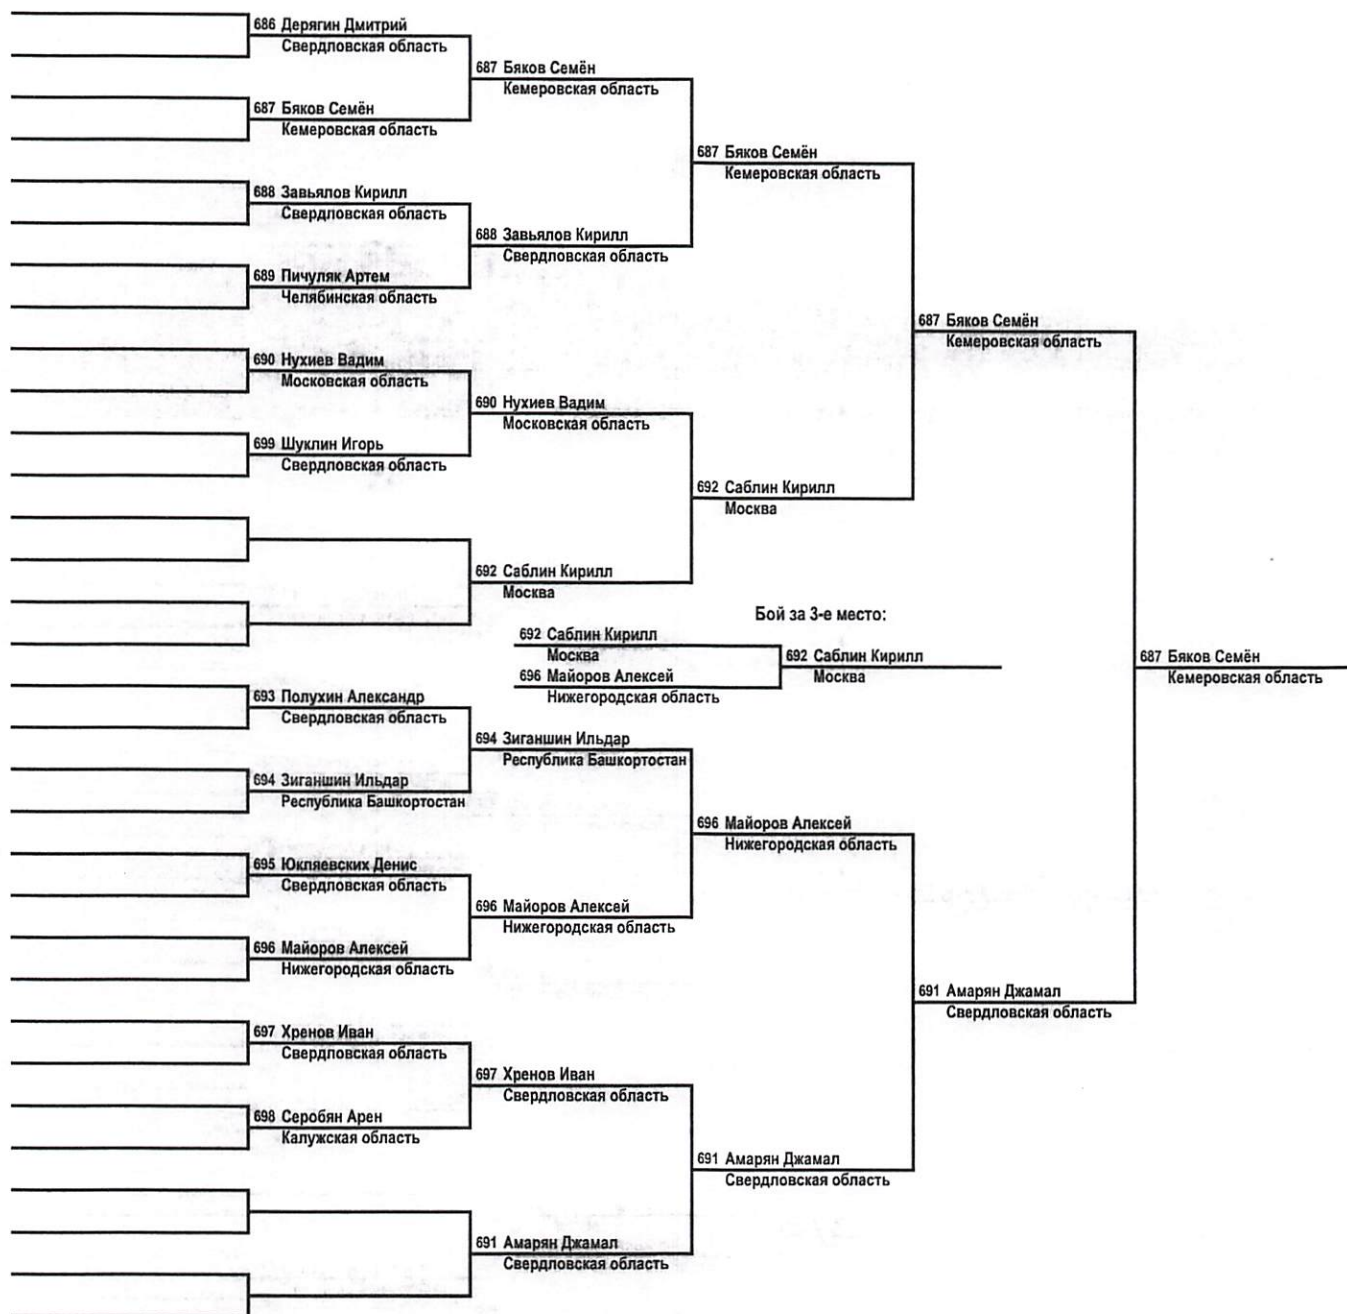 686 Дерягин Дмитрий
Свердловская область
687 Бяков Семён
Кемеровская область
687 Бяков Семён
Кемеровская область
687 Бяков Семён
Кемеровская область
688 Завьялов Кирилл
Свердловская область
688 Завьялов Кирилл
Свердловская область
689 Пичуляк Артем
Челябинская область
687 Бяков Семён
Кемеровская область
690 Нухиев Вадим
Московская область
690 Нухиев Вадим
Московская область
699 Шуклин Игорь
Свердловская область
692 Саблин Кирилл
Москва
692 Саблин Кирилл
Москва
Бой за 3-е место:
692 Саблин Кирилл
Москва
696 Майоров Алексей
Нижегородская область
692 Саблин Кирилл
Москва
687 Бяков Семён
Кемеровская область
693 Полухин Александр
Свердловская область
694 Зиганшин Ильдар
Республика Башкортостан
694 Зиганшин Ильдар
Республика Башкортостан
696 Майоров Алексей
Нижегородская область
695 Юкляевских Денис
Свердловская область
696 Майоров Алексей
Нижегородская область
696 Майоров Алексей
Нижегородская область
691 Амарян Джамал
Свердловская область
697 Хренов Иван
Свердловская область
697 Хренов Иван
Свердловская область
698 Серобян Арен
Калужская область
691 Амарян Джамал
Свердловская область
691 Амарян Джамал
Свердловская область